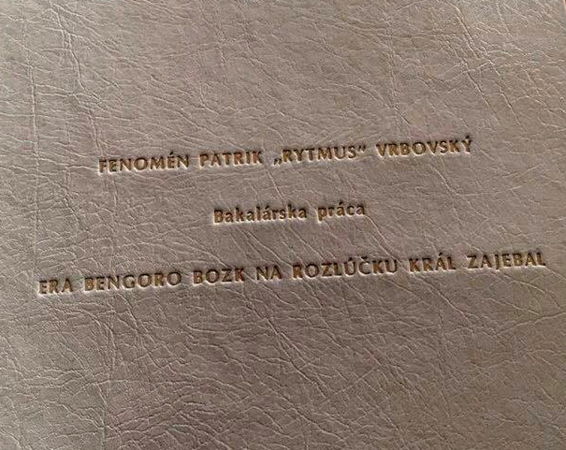 FENOMÉN PATRIK „RYTMUS“ VRBOVSKÝ
Bakalárska práca
ERA BENGORO BOZK NA ROZLÚČKU KRÁL ZAJEBAL